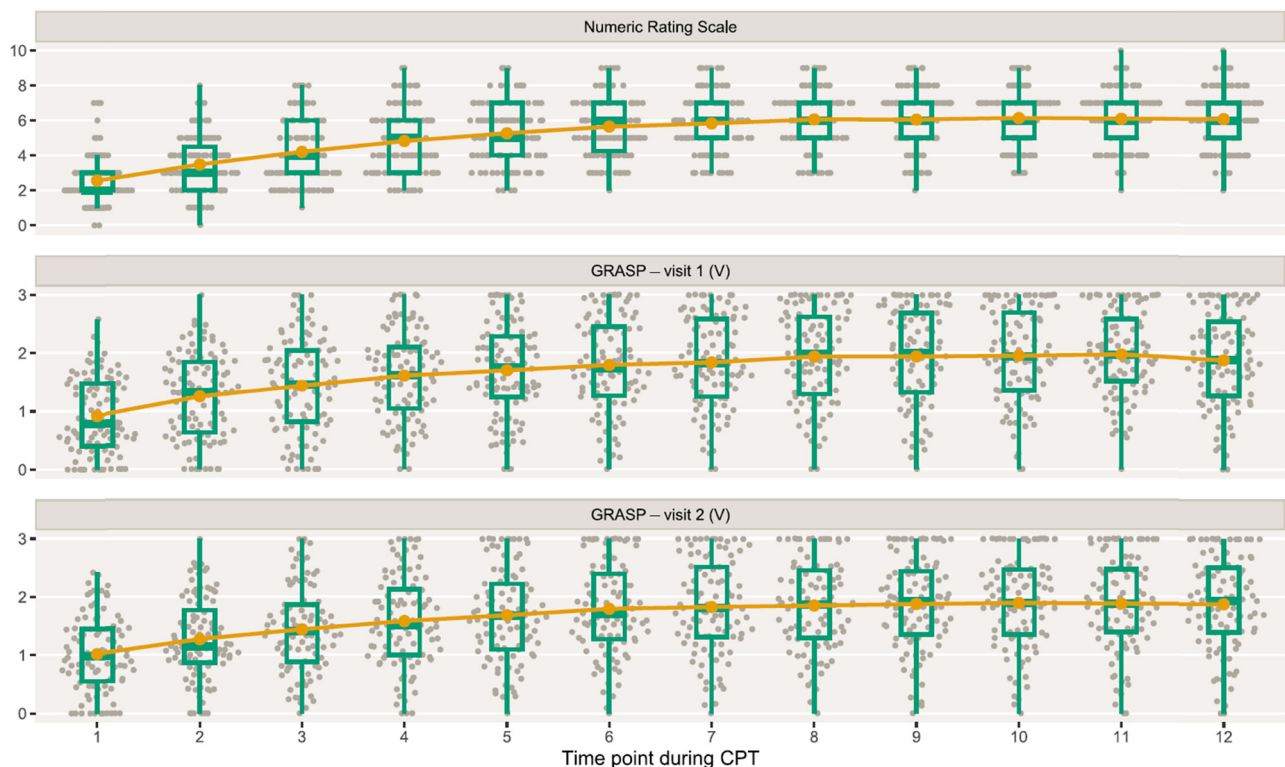 Numeric Rating Scale
10
8
6
4
2
0
GRASP – visit 1 (V)
3
2
1
0
GRASP – visit 2 (V)
3
2
1
0
1 2 3 4 5 6 7 8 9 10 11 12
Time point during CPT